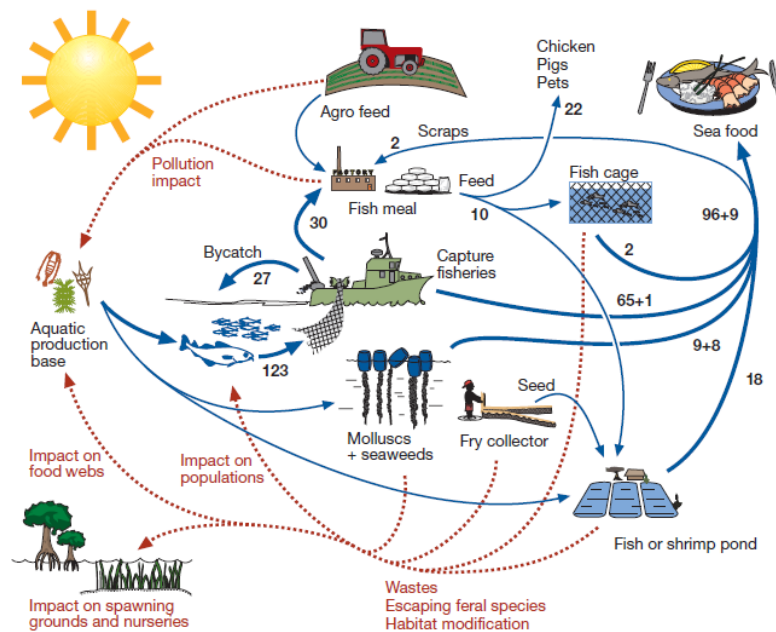 Chicken
Pigs
Pets
22
Agro feed
2
Scraps
Sea food
Pollution
impact
FACTORY
Feed
Fish cage
Fish meal
10
96+9
30
Bycatch
27
Capture
fisheries
2
65+1
Aquatic
production
base
123
9+8
18
Seed
Molluscs
+ seaweeds
Fry collector
Impact on
food webs
Impact on
populations
Fish or shrimp pond
Impact on spawning
grounds and nurseries
Wastes
Escaping feral species
Habitat modification